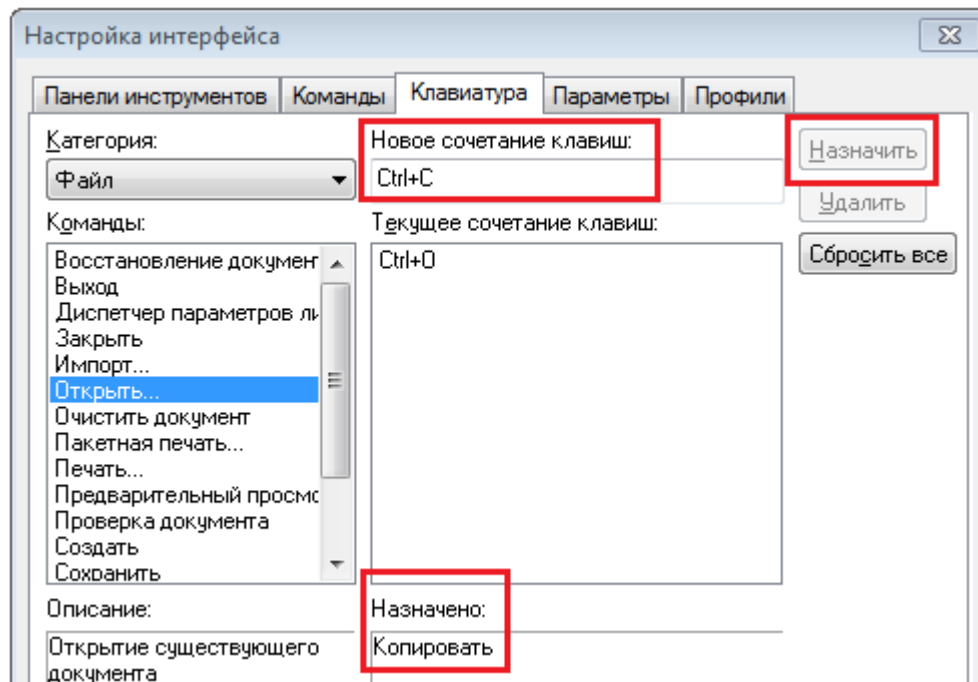 Настройка интерфейса
Панели инструментов Команды Клавиатура Параметры Профили
Категория: Новое сочетание клавиш:
Файл Ctrl+C Назначить
Удалить
Команды: Текущее сочетание клавиш:
Сбросить все
Восстановление документ Ctrl+O
Выход
Диспетчер параметров ли
Закрыть
Импорт...
Открыть...
Очистить документ
Пакетная печать...
Печать...
Предварительный просмо
Проверка документа
Создать
Сохранить
Описание: Назначено:
Открытие существующего Копировать
документа